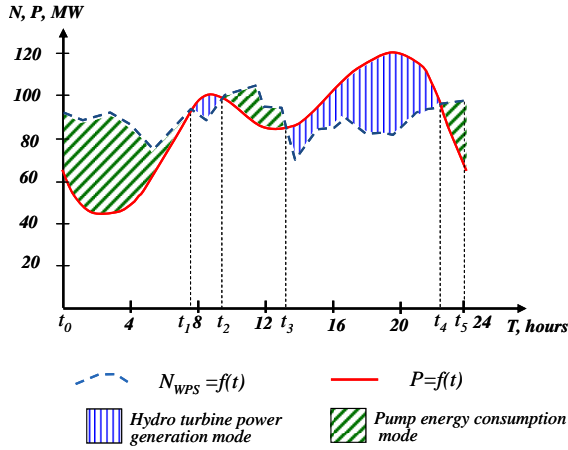 N, P, MW
120
100
80
60
40
20
t0 4 t1 8 t2 12 t3 16 20 t4 t5 24 T, hours
NWPS =f(t) P=f(t)
Hydro turbine power generation mode
Pump energy consumption mode